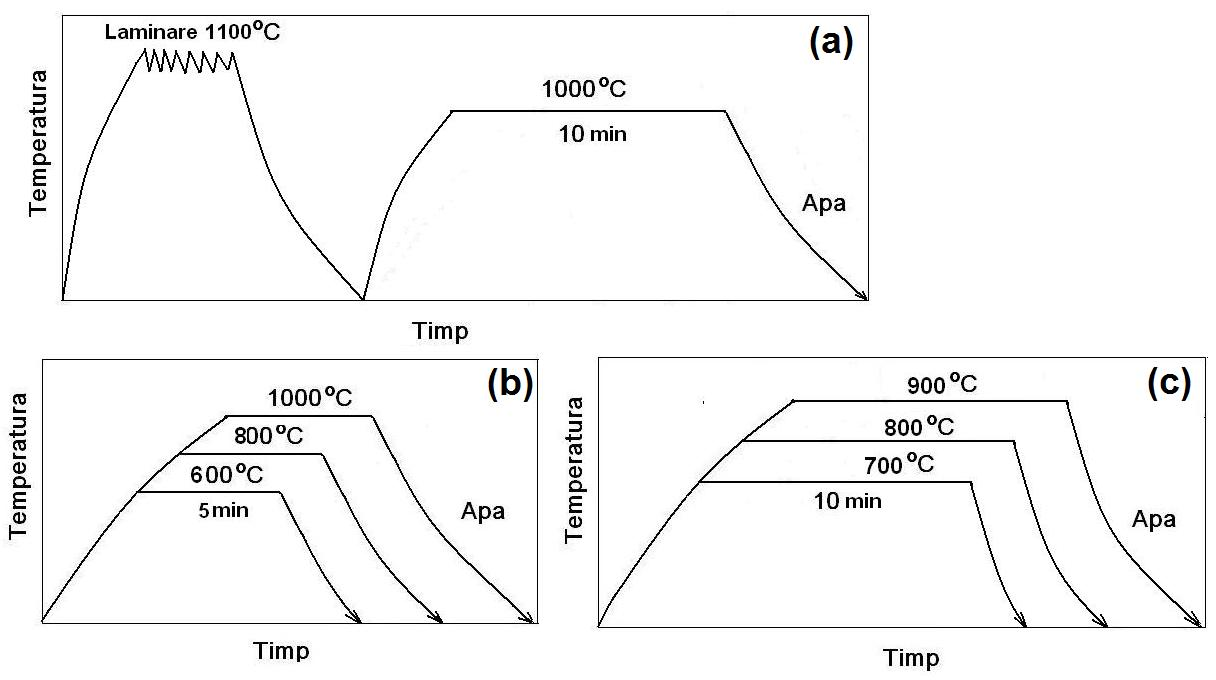 Laminare 1100°C
(a)
1000°C
10 min
Apa
Temperatura
Timp
(b)
1000°C
800°C
600°C
5 min
Apa
Temperatura
Timp
(c)
900°C
800°C
700°C
10 min
Apa
Temperatura
Timp